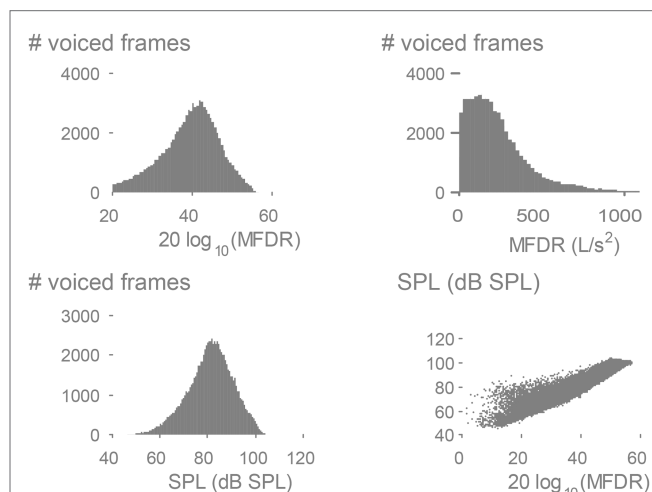 # voiced frames
4000
2000
0
20 40 60
20 log10(MFDR)
# voiced frames
4000
2000
0
0 500 1000
MFDR (L/s2)
# voiced frames
3000
2000
1000
0
40 60 80 100 120
SPL (dB SPL)
SPL (dB SPL)
120
100
80
60
40
0 20 40 60
20 log10(MFDR)